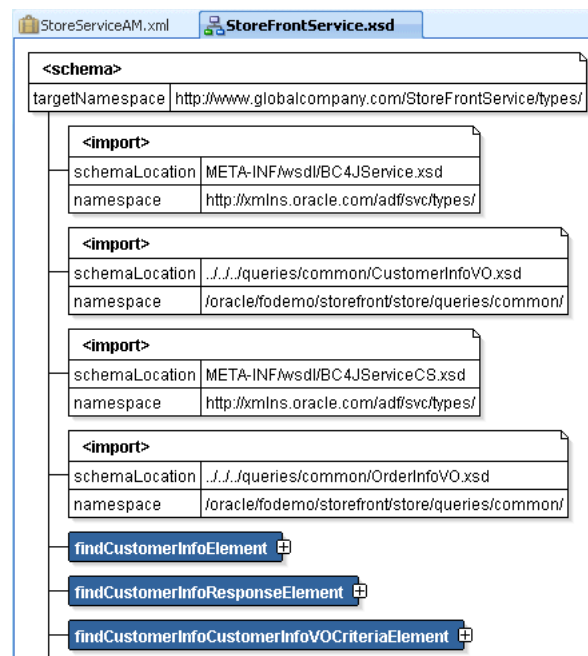 StoreServiceAM.xml StoreFrontService.xsd
<schema>
targetNamespace http://www.globalcompany.com/StoreFrontService/types/
<import>
schemaLocation META-INF/wsdl/BC4JService.xsd
namespace http://xmlns.oracle.com/adf/svc/types/
<import>
schemaLocation ../../../queries/common/CustomerInfoVO.xsd
namespace /oracle/fodemo/storefront/store/queries/common/
<import>
schemaLocation META-INF/wsdl/BC4JServiceCS.xsd
namespace http://xmlns.oracle.com/adf/svc/types/
<import>
schemaLocation ../../../queries/common/OrderInfoVO.xsd
namespace /oracle/fodemo/storefront/store/queries/common/
findCustomerInfoElement
findCustomerInfoResponseElement
findCustomerInfoCustomerInfoVOCriteriaElement